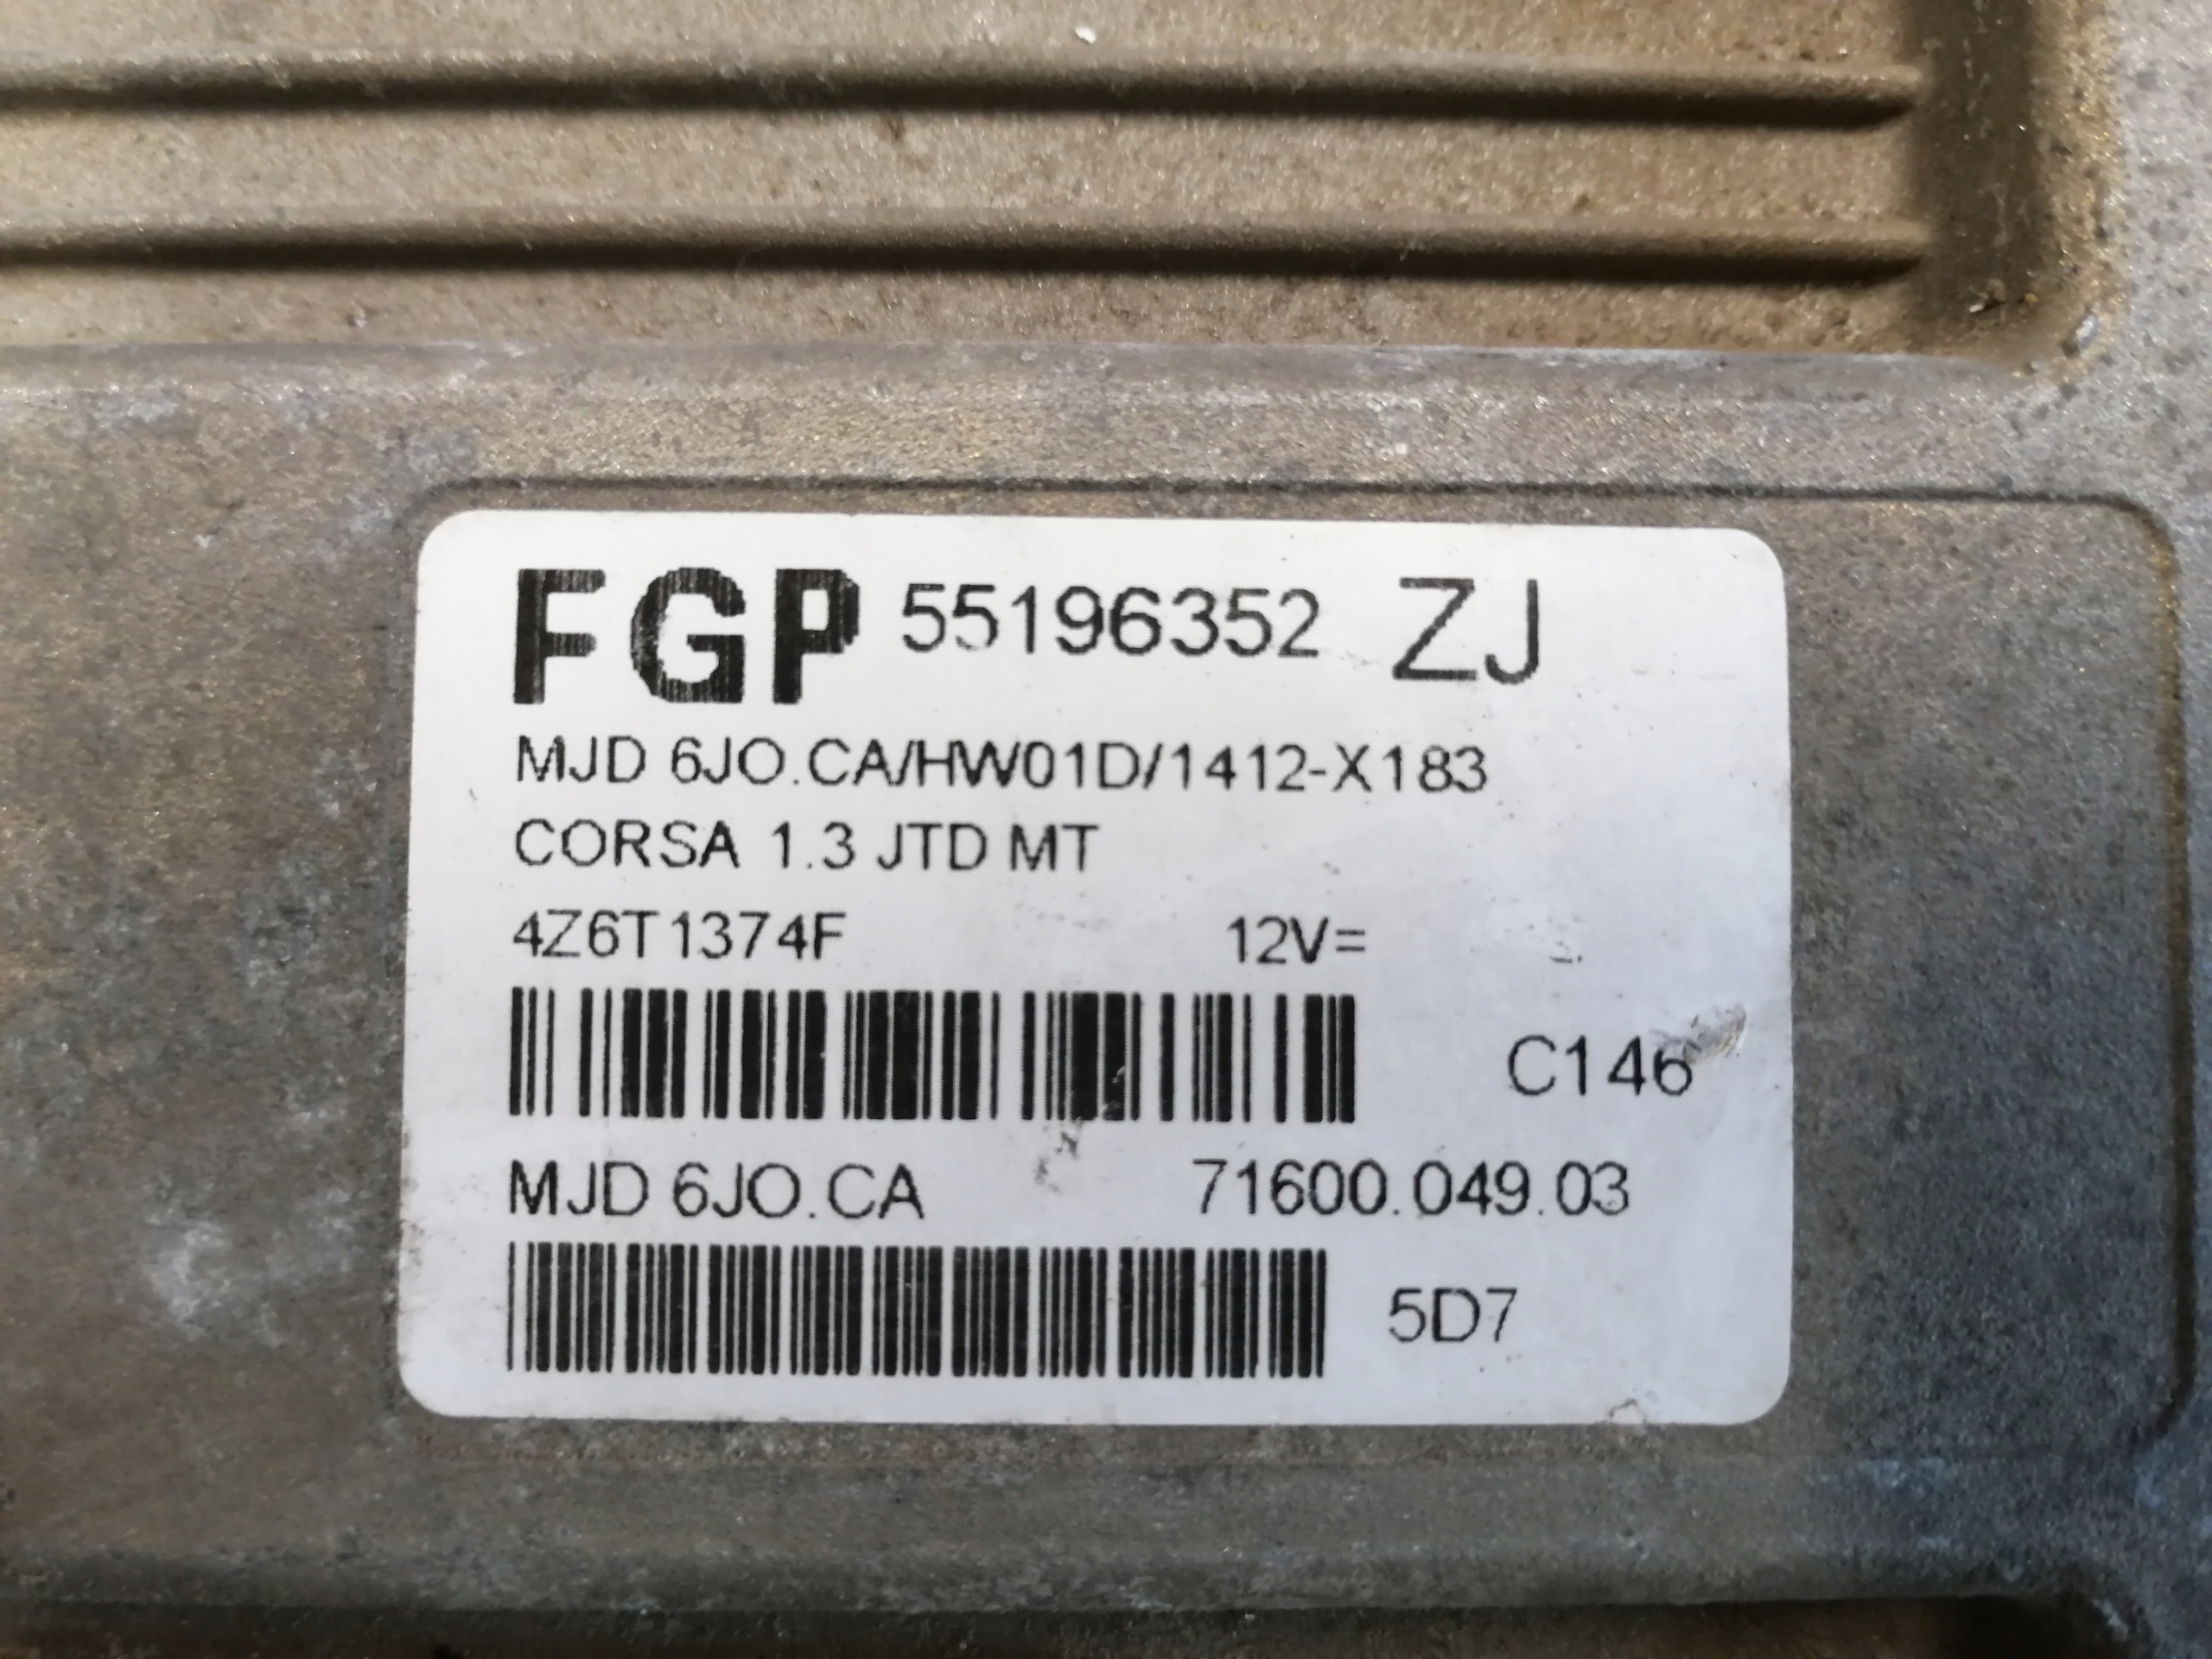 FGP 55196352 ZJ
MJD 6JO.CA/HW01D/1412-X183
CORSA 1.3 JTD MT
4Z6T1374F 12V=
C146
MJD 6JO.CA 71600.049.03
5D7